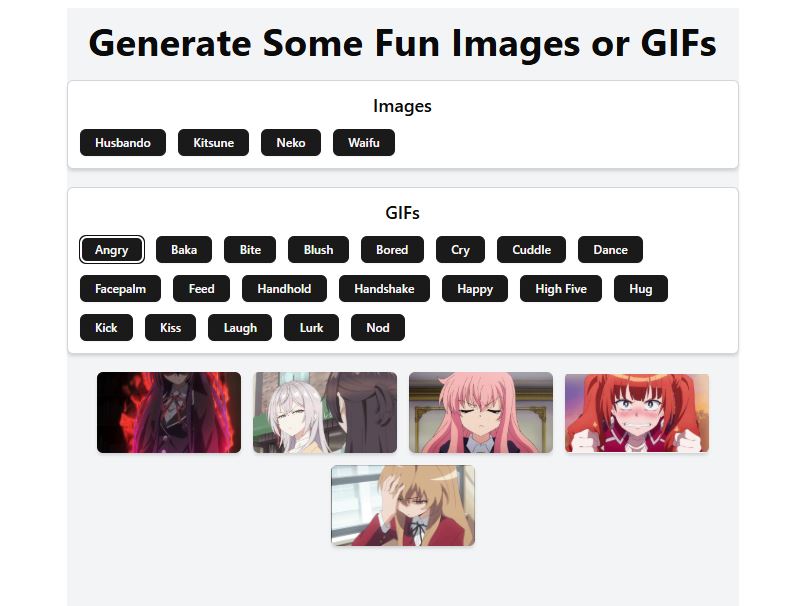 Generate Some Fun Images or GIFs
Images
Husbando Kitsune Neko Waifu
GIFs
Angry Baka Bite Blush Bored Cry Cuddle Dance
Facepalm Feed Handhold Handshake Happy High Five Hug
Kick Kiss Laugh Lurk Nod